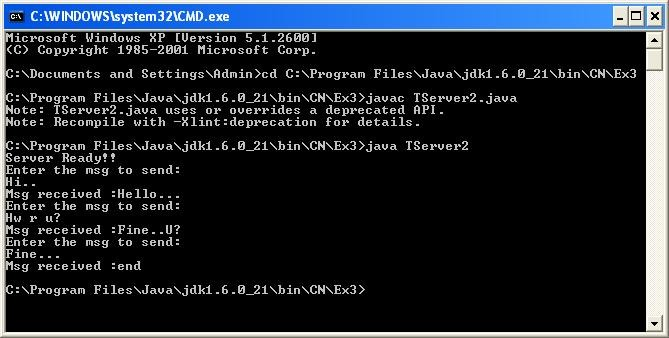 C:\WINDOWS\system32\CMD.exe
Microsoft Windows XP [Version 5.1.2600]
(C) Copyright 1985-2001 Microsoft Corp.
C:\Documents and Settings\Admin>cd C:\Program Files\Java\jdk1.6.0_21\bin\CN\Ex3
C:\Program Files\Java\jdk1.6.0_21\bin\CN\Ex3>javac TServer2.java
Note: TServer2.java uses or overrides a deprecated API.
Note: Recompile with -Xlint:deprecation for details.
C:\Program Files\Java\jdk1.6.0_21\bin\CN\Ex3>java TServer2
Server Ready!!
Enter the msg to send:
Hi..
Msg received :Hello...
Enter the msg to send:
Hw r u?
Msg received :Fine..U?
Enter the msg to send:
Fine...
Msg received :end
C:\Program Files\Java\jdk1.6.0_21\bin\CN\Ex3>